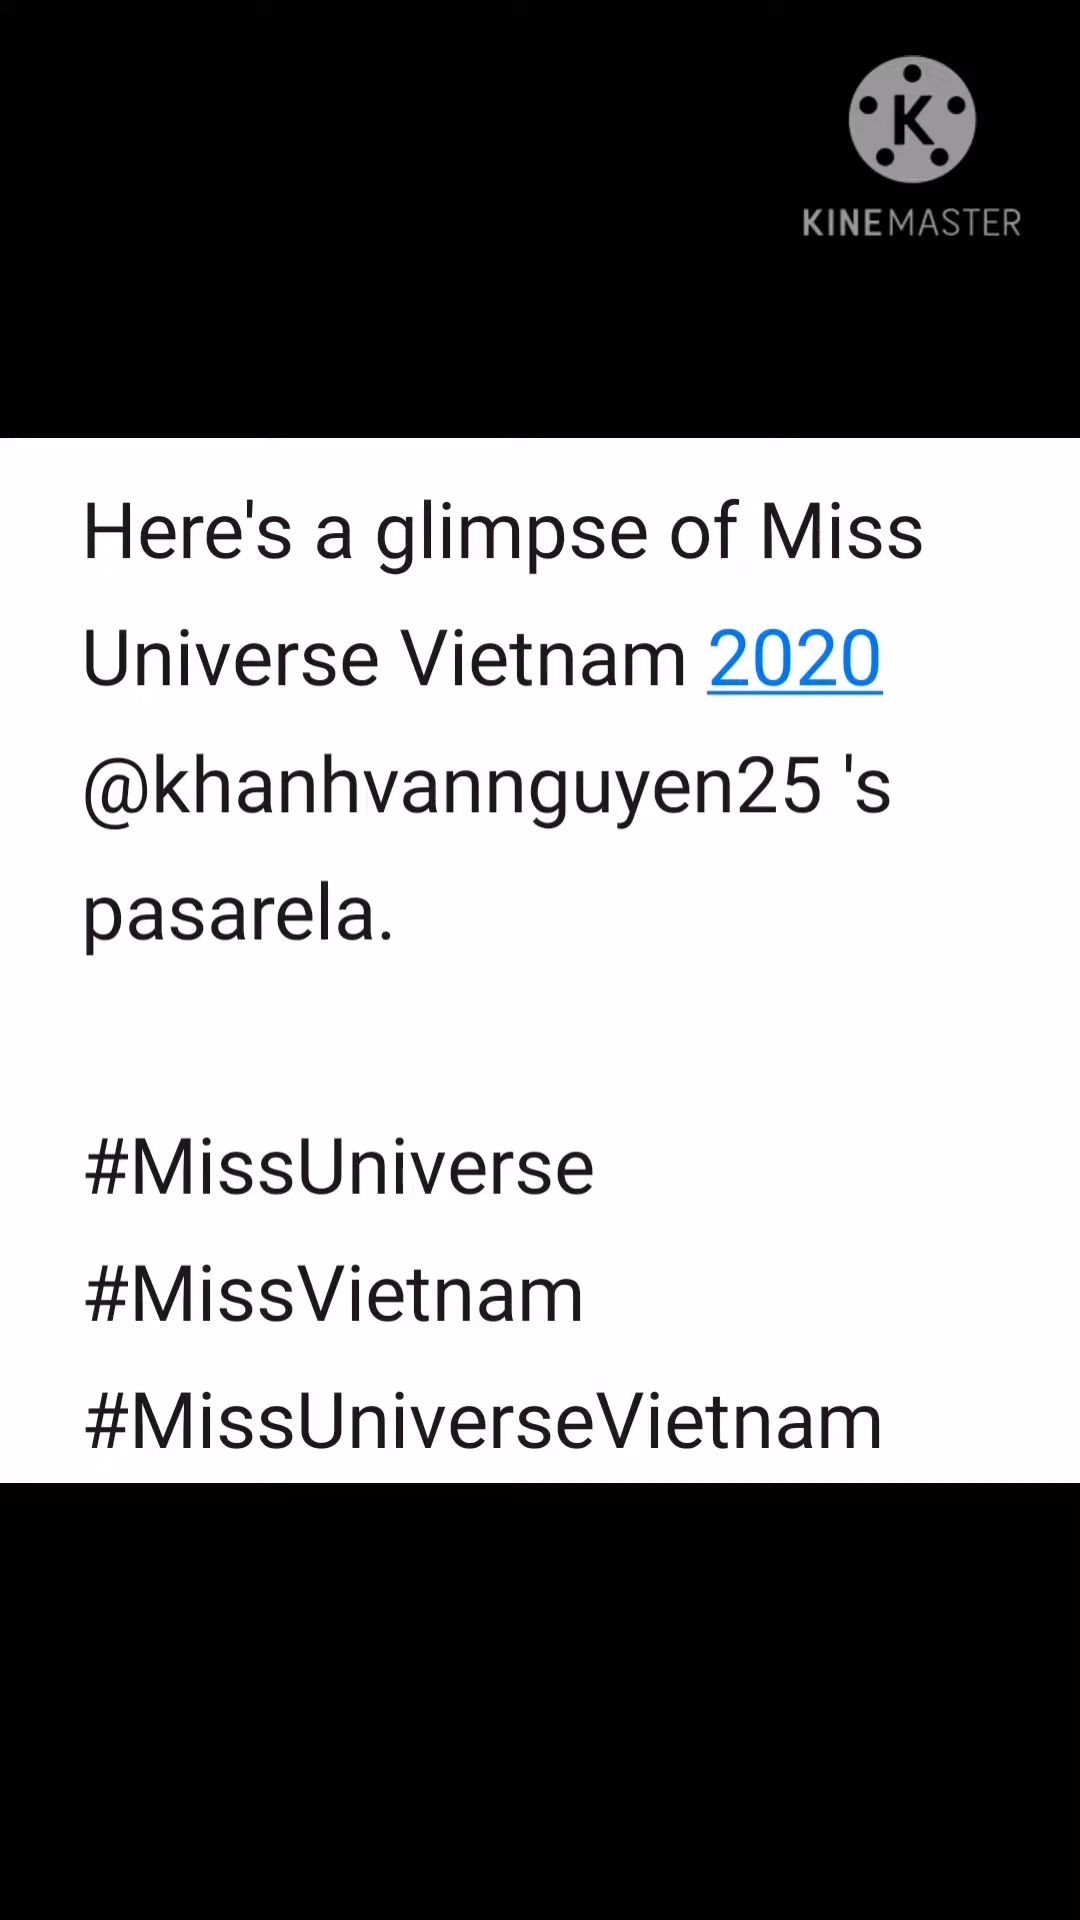 K
KINEMASTER
Here's a glimpse of Miss
Universe Vietnam 2020
@khanhvannguyen25 's
pasarela.
#MissUniverse
#MissVietnam
#MissUniverseVietnam